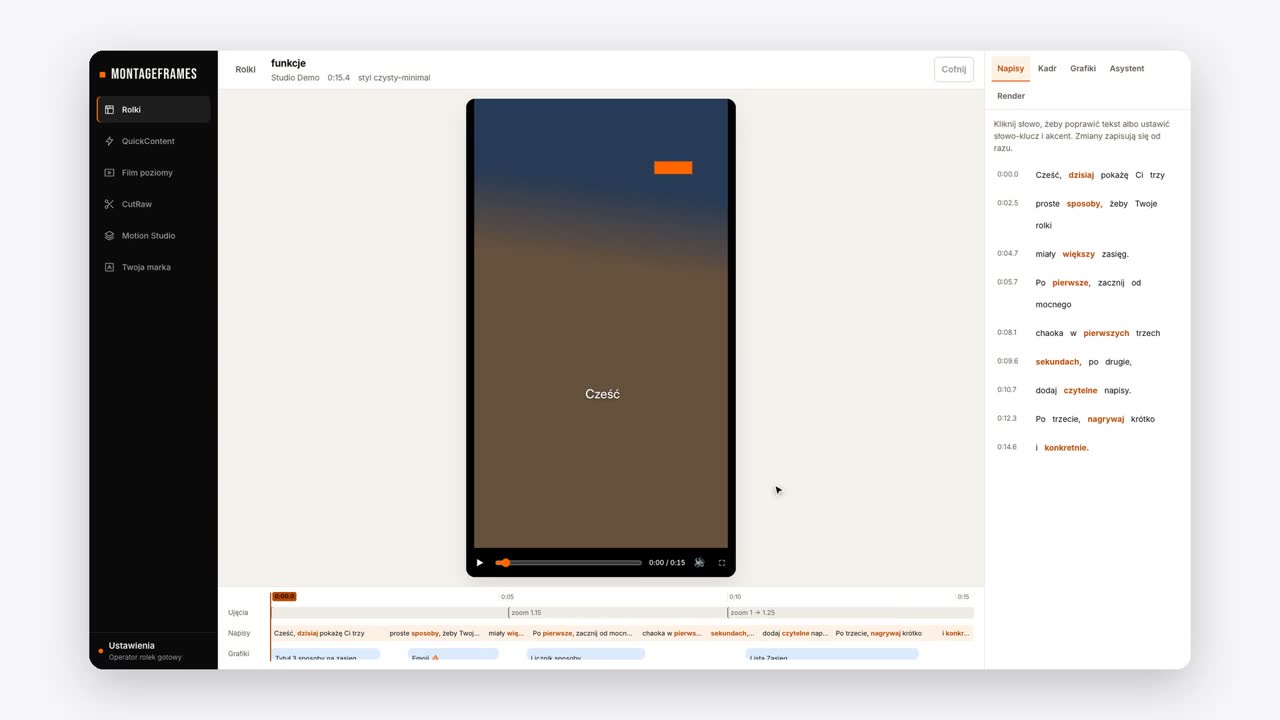 MONTAGEFRAMES
Rolki
QuickContent
Film poziomy
CutRaw
Motion Studio
Twoja marka
Ustawienia
Operator rolek gotowy
Rolki
funkcje
Studio Demo 0:15.4 styl czysty-minimal
Cofnij
Cześć
0:00 / 0:15
0:00.0 0:05 0:10 0:15
Ujęcia zoom 1.15 zoom 1 → 1.25
Napisy Cześć, dzisiaj pokażę Ci trzy proste sposoby, żeby Twoj... miały wię... Po pierwsze, zacznij od mocn... chaoka w pierws... sekundach,... dodaj czytelne nap... Po trzecie, nagrywaj krótko i konkr...
Grafiki Tytuł 3 sposoby na zasięg Emoji 🔥 Licznik sposoby Lista Zasięg
Napisy Kadr Grafiki Asystent
Render
Kliknij słowo, żeby poprawić tekst albo ustawić
słowo-klucz i akcent. Zmiany zapisują się od
razu.
0:00.0 Cześć, dzisiaj pokażę Ci trzy
0:02.5 proste sposoby, żeby Twoje
rolki
0:04.7 miały większy zasięg.
0:05.7 Po pierwsze, zacznij od
mocnego
0:08.1 chaoka w pierwszych trzech
0:09.6 sekundach, po drugie,
0:10.7 dodaj czytelne napisy.
0:12.3 Po trzecie, nagrywaj krótko
0:14.6 i konkretnie.